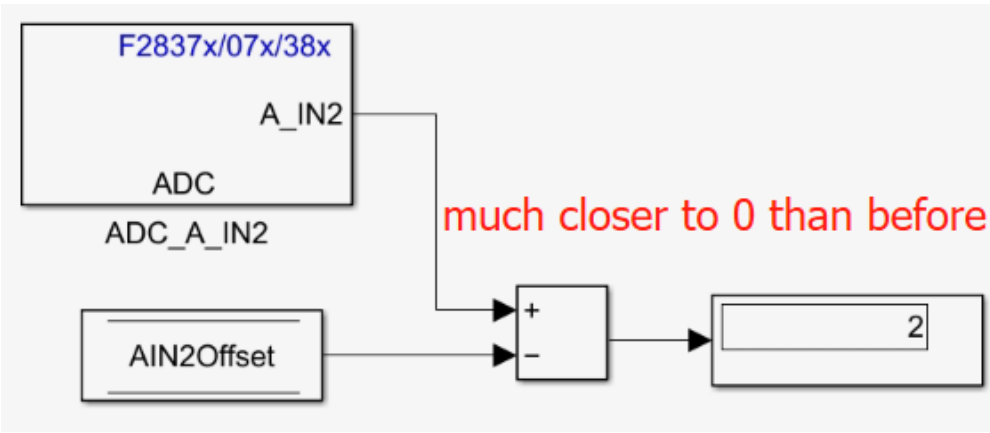 F2837x/07x/38x
A_IN2
ADC
ADC_A_IN2
much closer to 0 than before
+
−
AIN2Offset
2